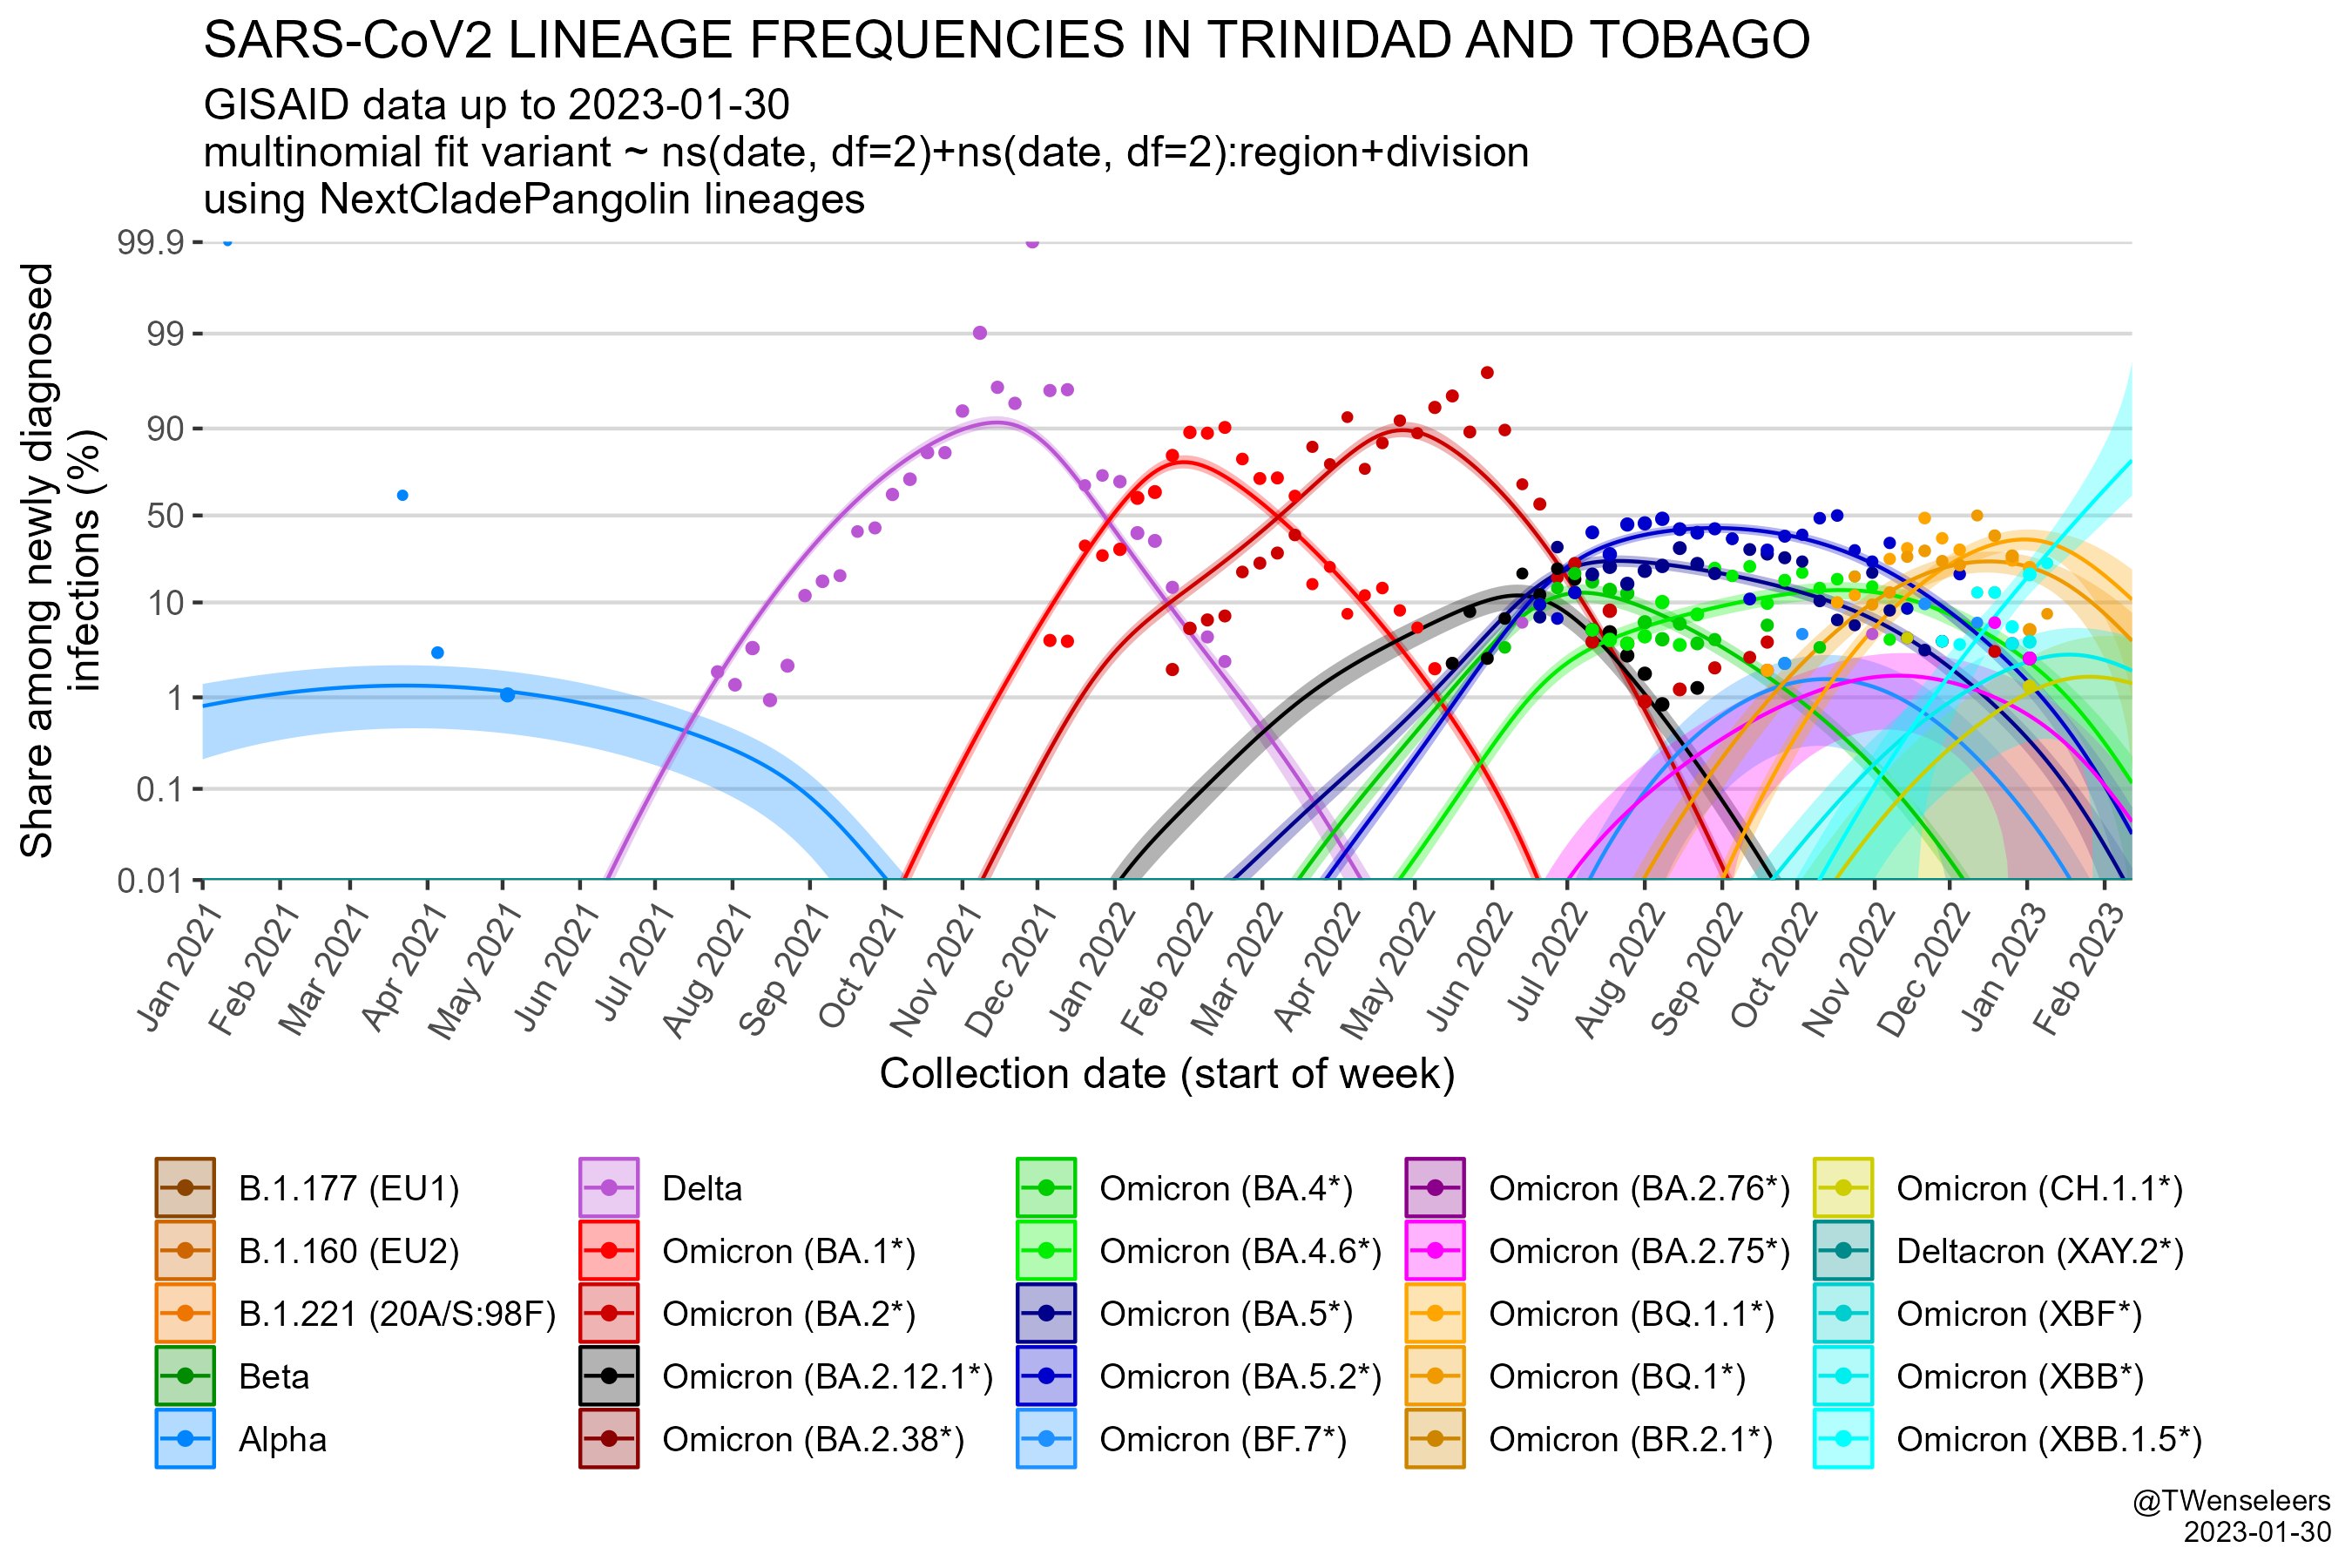 SARS-CoV2 LINEAGE FREQUENCIES IN TRINIDAD AND TOBAGO
GISAID data up to 2023-01-30
multinomial fit variant ~ ns(date, df=2)+ns(date, df=2):region+division
using NextCladePangolin lineages
Share among newly diagnosed
infections (%)
99.9
99
90
50
10
1
0.1
0.01
Jan 2021
Feb 2021
Mar 2021
Apr 2021
May 2021
Jun 2021
Jul 2021
Aug 2021
Sep 2021
Oct 2021
Nov 2021
Dec 2021
Jan 2022
Feb 2022
Mar 2022
Apr 2022
May 2022
Jun 2022
Jul 2022
Aug 2022
Sep 2022
Oct 2022
Nov 2022
Dec 2022
Jan 2023
Feb 2023
Collection date (start of week)
B.1.177 (EU1)
B.1.160 (EU2)
B.1.221 (20A/S:98F)
Beta
Alpha
Delta
Omicron (BA.1*)
Omicron (BA.2*)
Omicron (BA.2.12.1*)
Omicron (BA.2.38*)
Omicron (BA.4*)
Omicron (BA.4.6*)
Omicron (BA.5*)
Omicron (BA.5.2*)
Omicron (BF.7*)
Omicron (BA.2.76*)
Omicron (BA.2.75*)
Omicron (BQ.1.1*)
Omicron (BQ.1*)
Omicron (BR.2.1*)
Omicron (CH.1.1*)
Deltacron (XAY.2*)
Omicron (XBF*)
Omicron (XBB*)
Omicron (XBB.1.5*)
@TWenseleers
2023-01-30